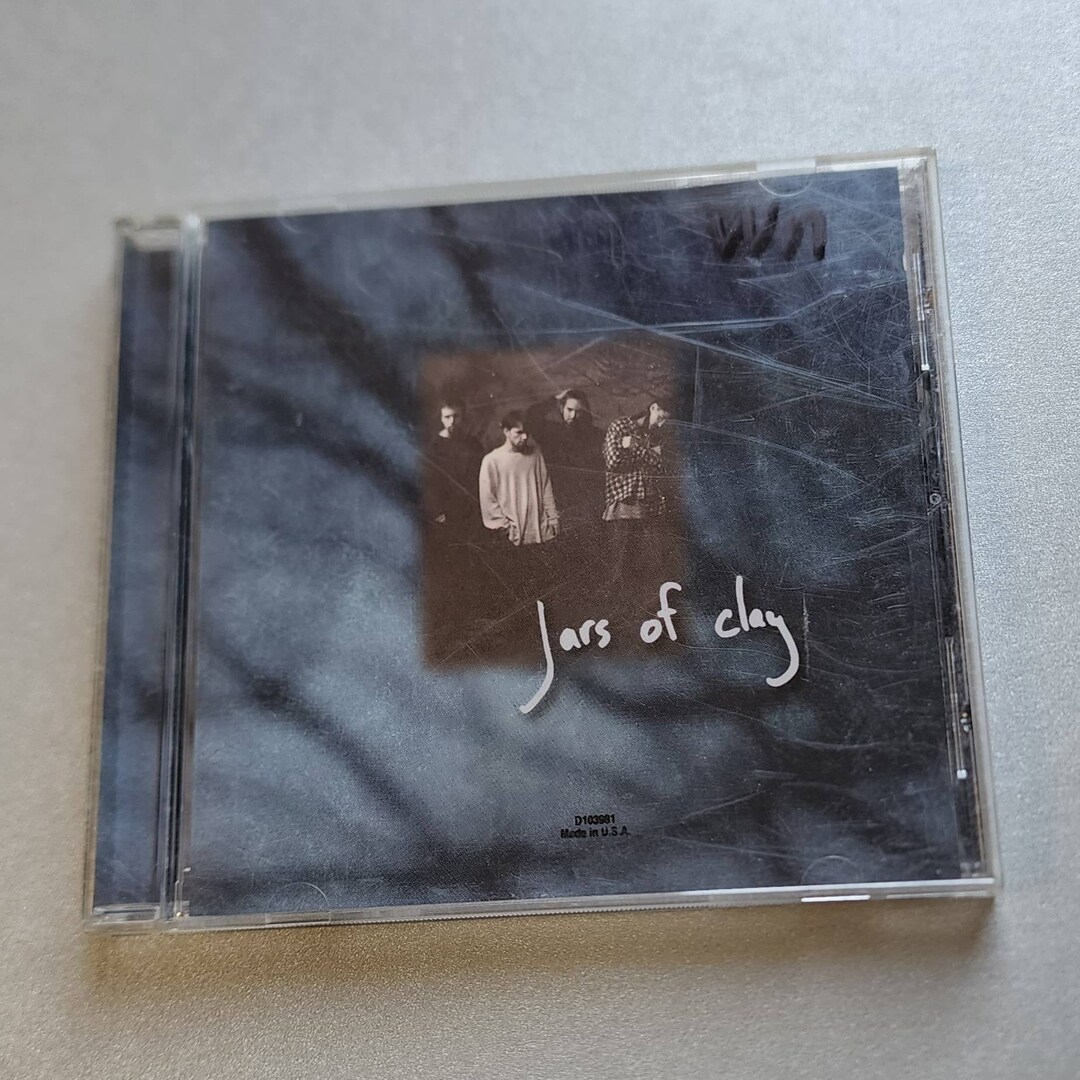 Jars of clay
D103981
Made in U.S.A.